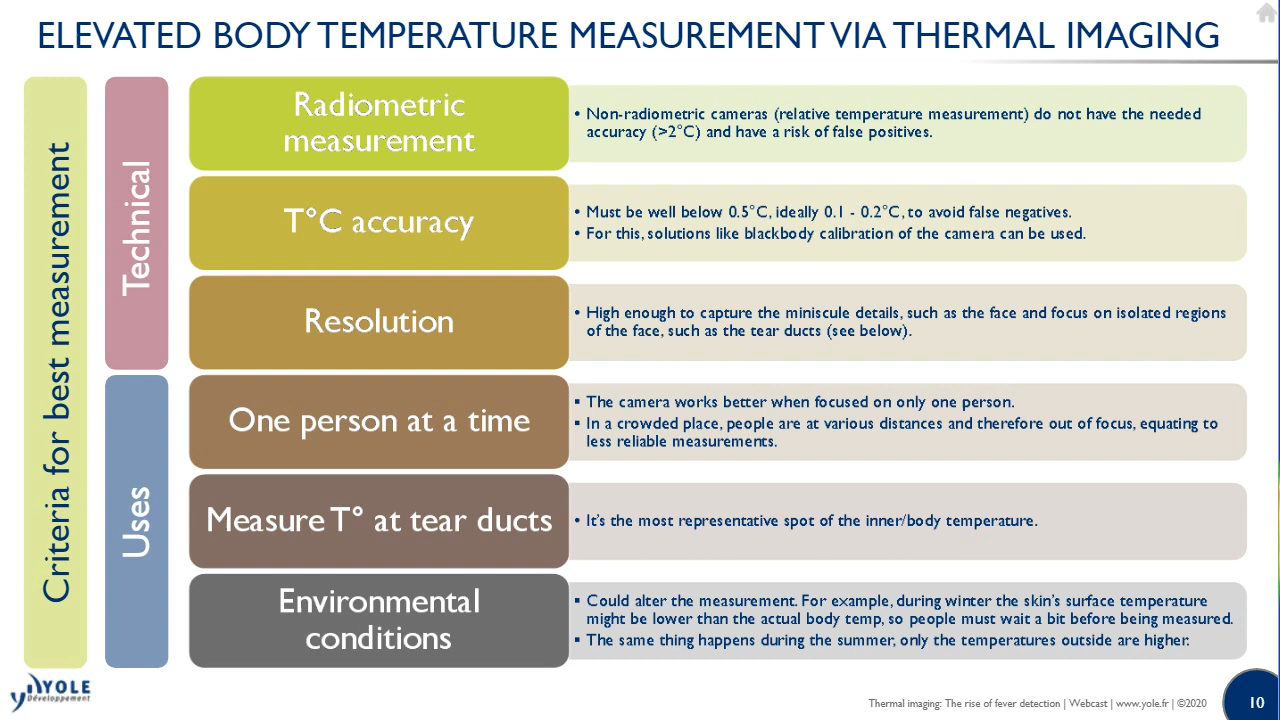 ELEVATED BODY TEMPERATURE MEASUREMENT VIA THERMAL IMAGING
Criteria for best measurement
Technical
Radiometric
measurement
• Non-radiometric cameras (relative temperature measurement) do not have the needed
accuracy (>2°C) and have a risk of false positives.
T°C accuracy
• Must be well below 0.5°C, ideally 0.1 - 0.2°C, to avoid false negatives.
• For this, solutions like blackbody calibration of the camera can be used.
Resolution
• High enough to capture the miniscule details, such as the face and focus on isolated regions
of the face, such as the tear ducts (see below).
Uses
One person at a time
▪ The camera works better when focused on only one person.
▪ In a crowded place, people are at various distances and therefore out of focus, equating to
less reliable measurements.
Measure T° at tear ducts
• It's the most representative spot of the inner/body temperature.
Environmental
conditions
▪ Could alter the measurement. For example, during winter the skin's surface temperature
might be lower than the actual body temp, so people must wait a bit before being measured.
▪ The same thing happens during the summer, only the temperatures outside are higher.
YOLE
Développement
Thermal imaging: The rise of fever detection | Webcast | www.yole.fr | ©2020
10